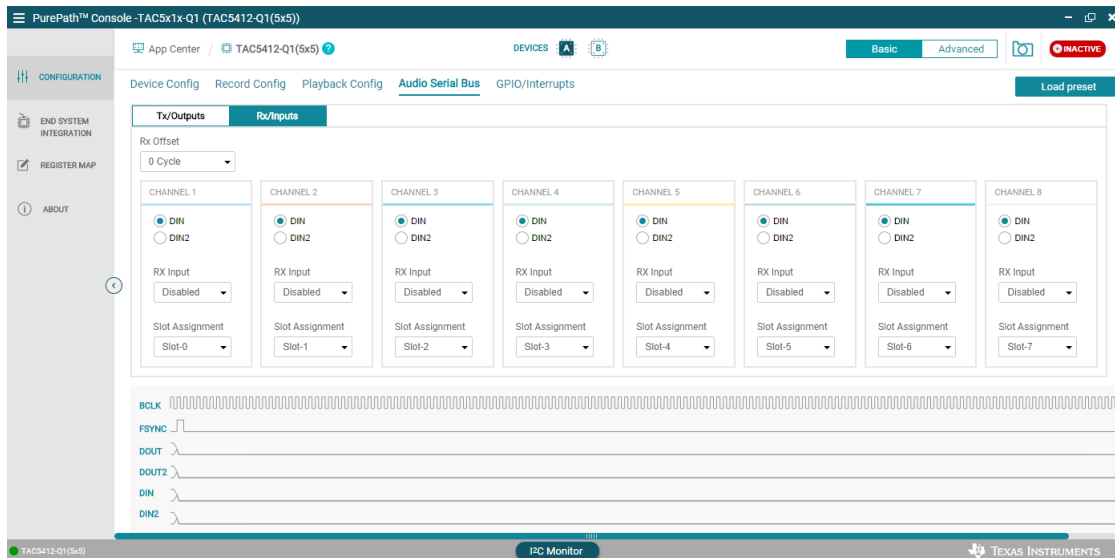 PurePath™ Console -TAC5x1x-Q1 (TAC5412-Q1(5x5))
App Center / TAC5412-Q1(5x5) ?
DEVICES A B
Basic Advanced
INACTIVE
CONFIGURATION
END SYSTEM
INTEGRATION
REGISTER MAP
ABOUT
Device Config Record Config Playback Config Audio Serial Bus GPIO/Interrupts
Load preset
Tx/Outputs Rx/Inputs
Rx Offset
0 Cycle
CHANNEL 1 CHANNEL 2 CHANNEL 3 CHANNEL 4 CHANNEL 5 CHANNEL 6 CHANNEL 7 CHANNEL 8
DIN DIN DIN DIN DIN DIN DIN DIN
DIN2 DIN2 DIN2 DIN2 DIN2 DIN2 DIN2 DIN2
RX Input RX Input RX Input RX Input RX Input RX Input RX Input RX Input
Disabled Disabled Disabled Disabled Disabled Disabled Disabled Disabled
Slot Assignment Slot Assignment Slot Assignment Slot Assignment Slot Assignment Slot Assignment Slot Assignment Slot Assignment
Slot-0 Slot-1 Slot-2 Slot-3 Slot-4 Slot-5 Slot-6 Slot-7
BCLK
FSYNC
DOUT
DOUT2
DIN
DIN2
TAC5412-Q1(5x5)
I²C Monitor
TEXAS INSTRUMENTS